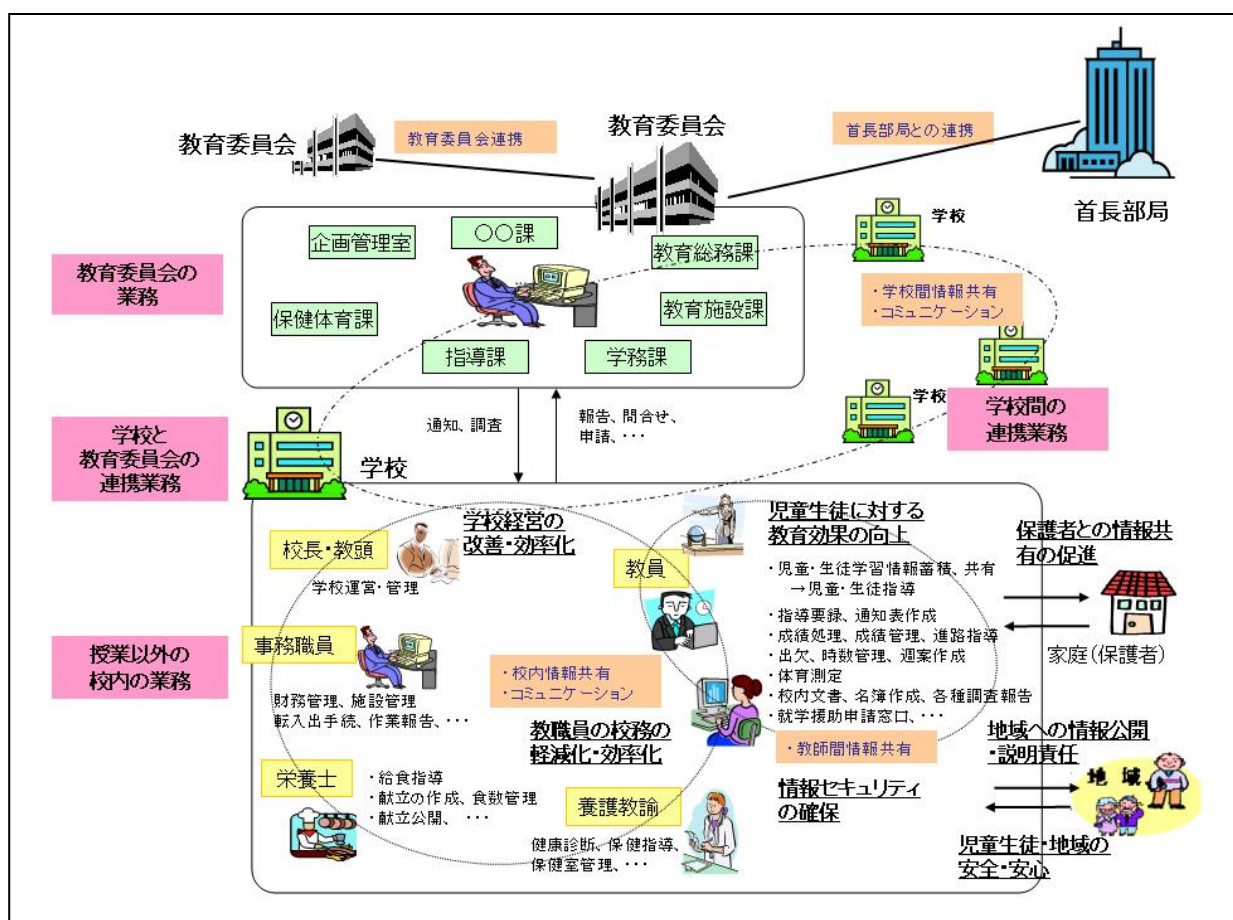 教育委員会
教育委員会連携
教育委員会
首長部局との連携
首長部局
教育委員会の
業務
企画管理室
〇〇課
教育総務課
保健体育課
教育施設課
指導課
学務課
学校
・学校間情報共有
・コミュニケーション
学校
学校間の
連携業務
学校と
教育委員会の
連携業務
学校
通知、調査
報告、問合せ、
申請、・・・
授業以外の
校内の業務
校長・教頭
学校運営・管理
学校経営の
改善・効率化
事務職員
財務管理、施設管理
転入出手続、作業報告、・・・
・校内情報共有
・コミュニケーション
教職員の校務の
軽減化・効率化
栄養士
・給食指導
・献立の作成、食数管理
・献立公開、・・・
養護教諭
健康診断、保健指導、
保健室管理、・・・
教員
児童生徒に対する
教育効果の向上
・児童・生徒学習情報蓄積、共有
→児童・生徒指導
・指導要録、通知表作成
・成績処理、成績管理、進路指導
・出欠、時数管理、週案作成
・体育測定
・校内文書、名簿作成、各種調査報告
・就学援助申請窓口、・・・
・教師間情報共有
情報セキュリティ
の確保
保護者との情報共
有の促進
家庭(保護者)
地域への情報公開
・説明責任
地域
児童生徒・地域の
安全・安心